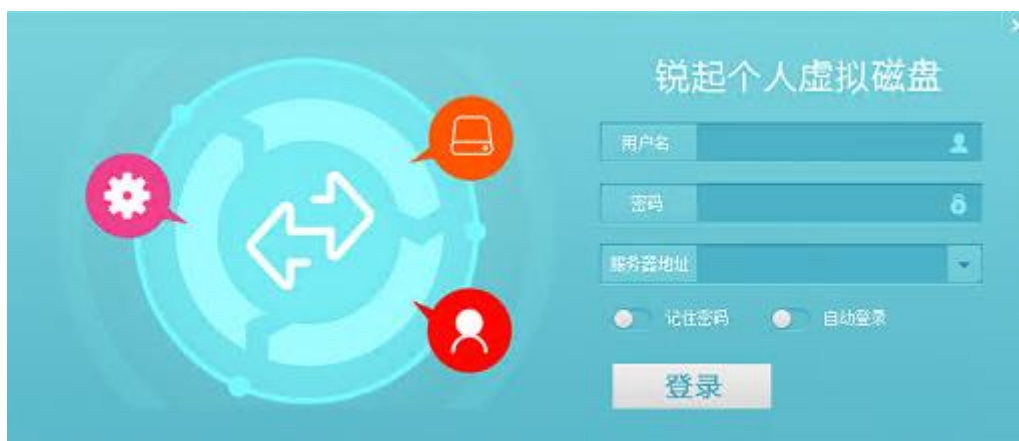 锐起个人虚拟磁盘
用户名
密码
服务器地址
记住密码 自动登录
登录